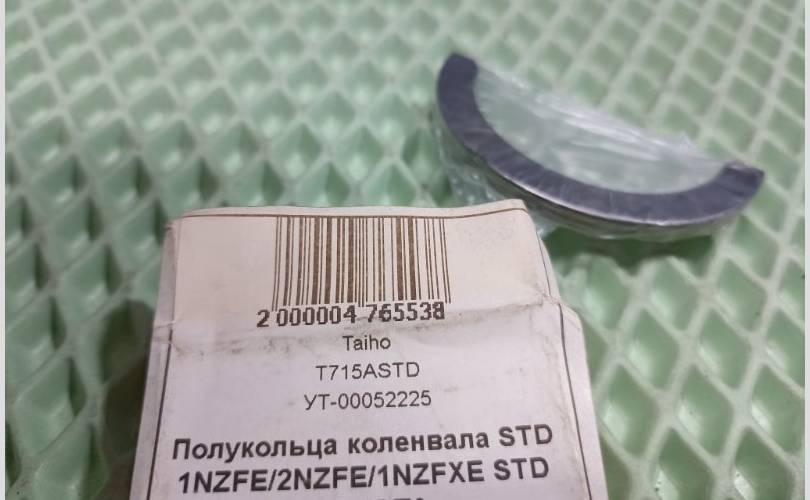 2 000004 765538
Taiho
T715ASTD
УТ-00052225
Полукольца коленвала STD
1NZFE/2NZFE/1NZFXE STD